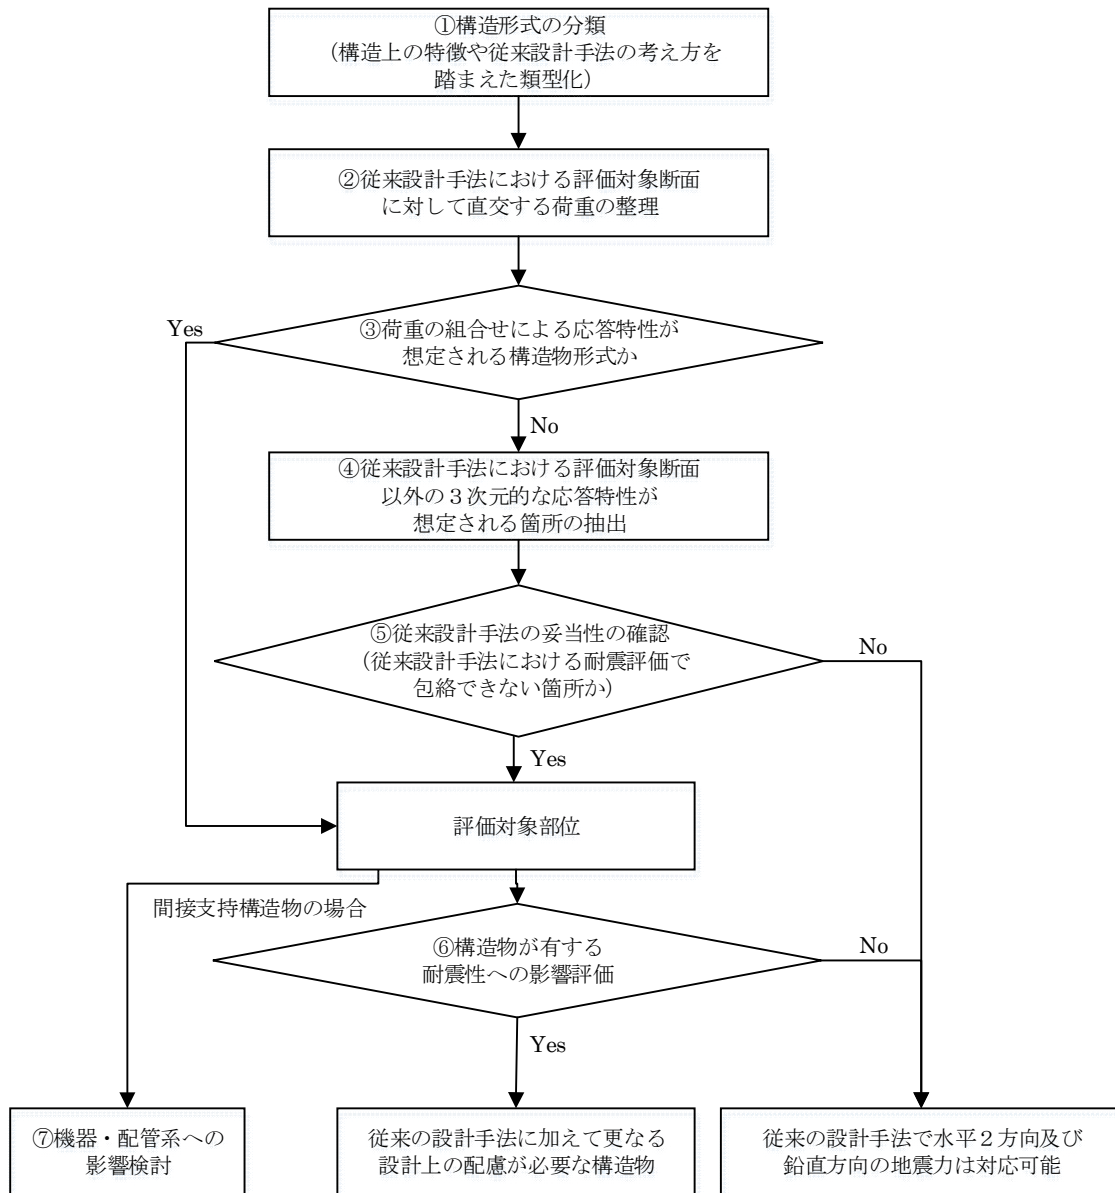 ①構造形式の分類
（構造上の特徴や従来設計手法の考え方を
踏まえた類型化）
②従来設計手法における評価対象断面
に対して直交する荷重の整理
③荷重の組合せによる応答特性が
想定される構造物形式か
Yes
No
④従来設計手法における評価対象断面
以外の３次元的な応答特性が
想定される箇所の抽出
⑤従来設計手法の妥当性の確認
（従来設計手法における耐震評価で
包絡できない箇所か）
No
Yes
評価対象部位
間接支持構造物の場合
⑥構造物が有する
耐震性への影響評価
No
Yes
⑦機器・配管系への
影響検討
従来の設計手法に加えて更なる
設計上の配慮が必要な構造物
従来の設計手法で水平２方向及び
鉛直方向の地震力は対応可能